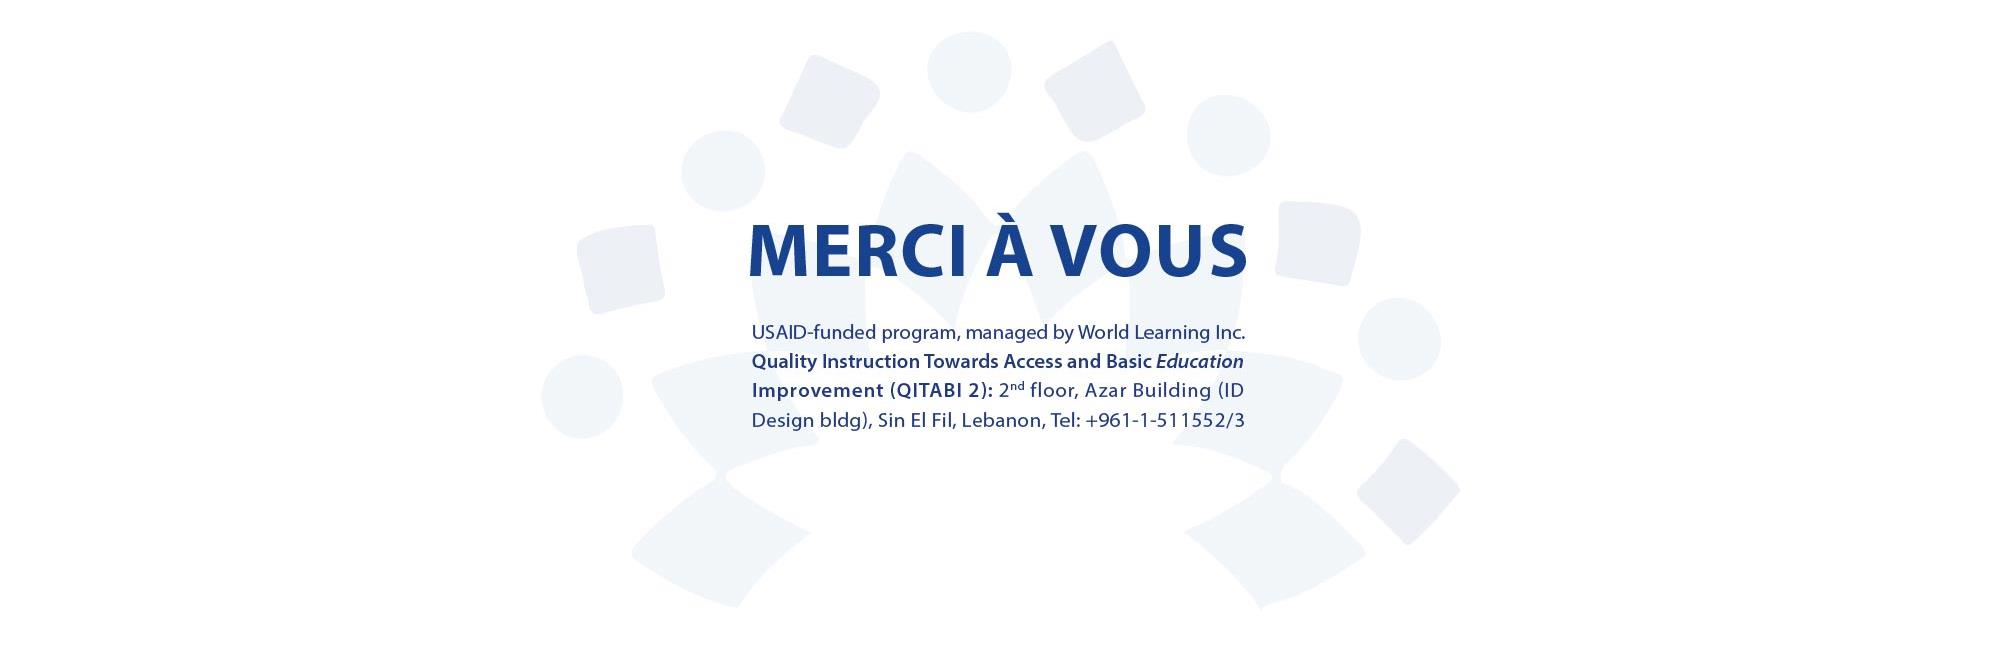 MERCI À VOUS
USAID-funded program, managed by World Learning Inc.
Quality Instruction Towards Access and Basic Education
Improvement (QITABI 2): 2nd floor, Azar Building (ID
Design bldg), Sin El Fil, Lebanon, Tel: +961-1-511552/3